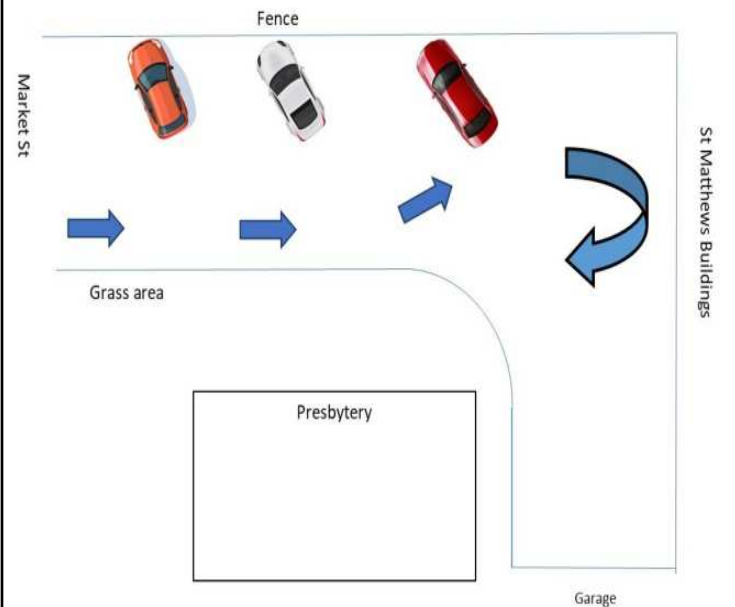 Fence
Market St
St Matthews Buildings
Grass area
Presbytery
Garage